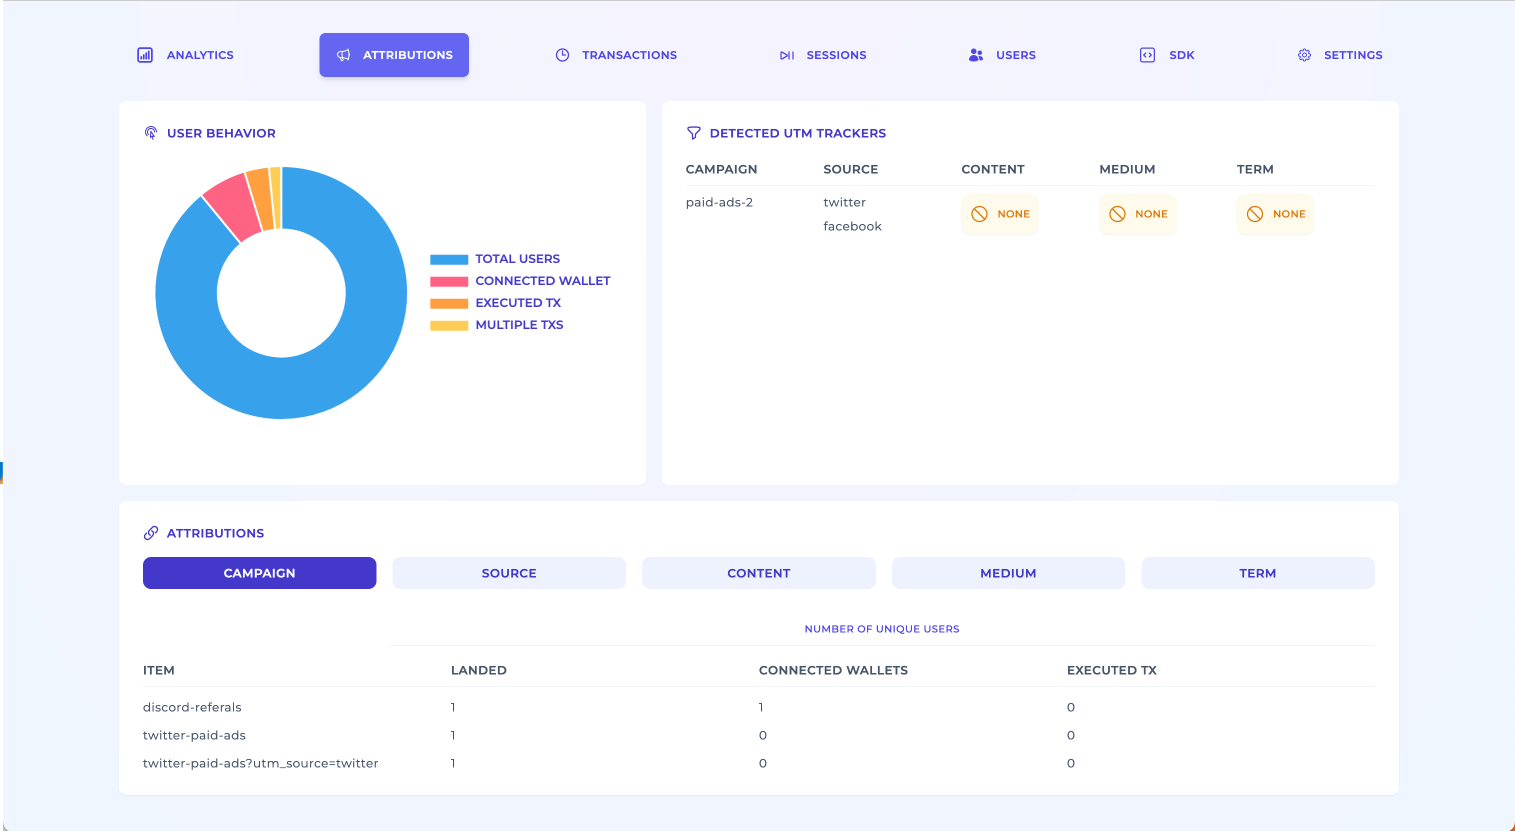 ANALYTICS ATTRIBUTIONS TRANSACTIONS SESSIONS USERS SDK SETTINGS
USER BEHAVIOR
TOTAL USERS
CONNECTED WALLET
EXECUTED TX
MULTIPLE TXS
DETECTED UTM TRACKERS
CAMPAIGN SOURCE CONTENT MEDIUM TERM
paid-ads-2 twitter NONE NONE NONE
facebook
ATTRIBUTIONS
CAMPAIGN SOURCE CONTENT MEDIUM TERM
NUMBER OF UNIQUE USERS
ITEM LANDED CONNECTED WALLETS EXECUTED TX
discord-referals 1 1 0
twitter-paid-ads 1 0 0
twitter-paid-ads?utm_source=twitter 1 0 0